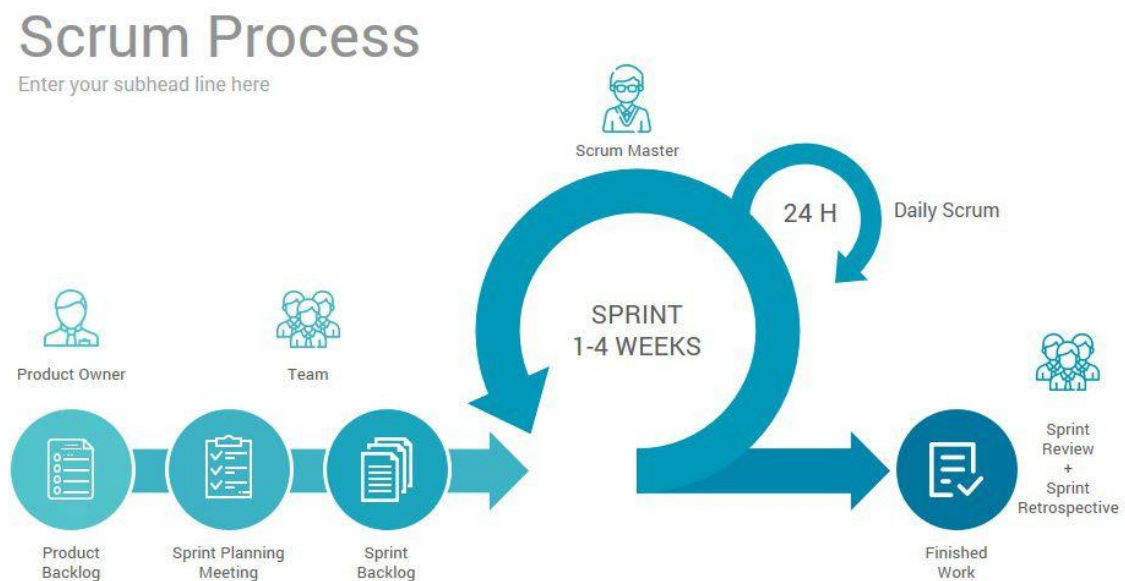 Scrum Process
Enter your subhead line here
Scrum Master
24 H
Daily Scrum
SPRINT
1-4 WEEKS
Product Owner
Team
Sprint
Review
+
Sprint
Retrospective
Product
Backlog
Sprint Planning
Meeting
Sprint
Backlog
Finished
Work